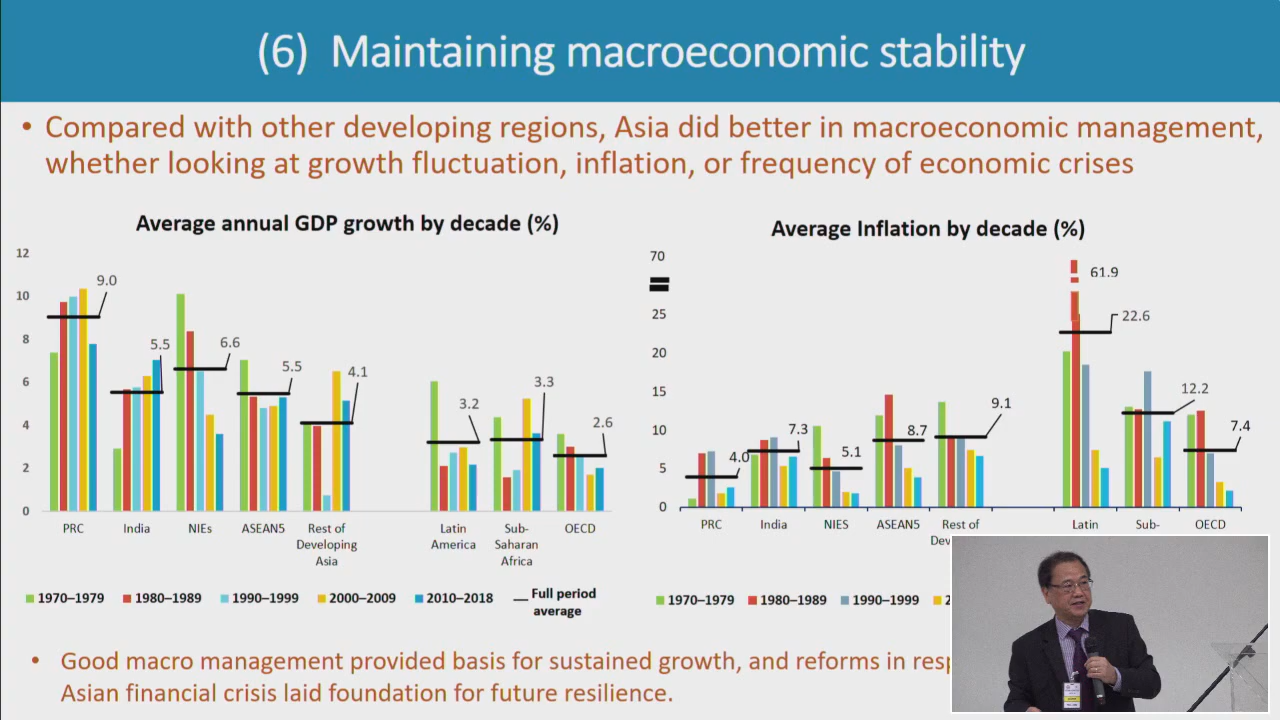 (6) Maintaining macroeconomic stability
• Compared with other developing regions, Asia did better in macroeconomic management,
whether looking at growth fluctuation, inflation, or frequency of economic crises
Average annual GDP growth by decade (%)
12
10
8
6
4
2
0
9.0
5.5
6.6
5.5
4.1
3.2
3.3
2.6
PRC
India
NIEs
ASEAN5
Rest of
Developing
Asia
Latin
America
Sub-
Saharan
Africa
OECD
1970–1979 1980–1989 1990–1999 2000–2009 2010–2018 Full period
average
Average Inflation by decade (%)
70
25
20
15
10
5
0
4.0
7.3
5.1
8.7
9.1
61.9
22.6
12.2
7.4
PRC
India
NIES
ASEAN5
Rest of
Latin
Sub-
OECD
1970–1979 1980–1989 1990–1999
• Good macro management provided basis for sustained growth, and reforms in
Asian financial crisis laid foundation for future resilience.